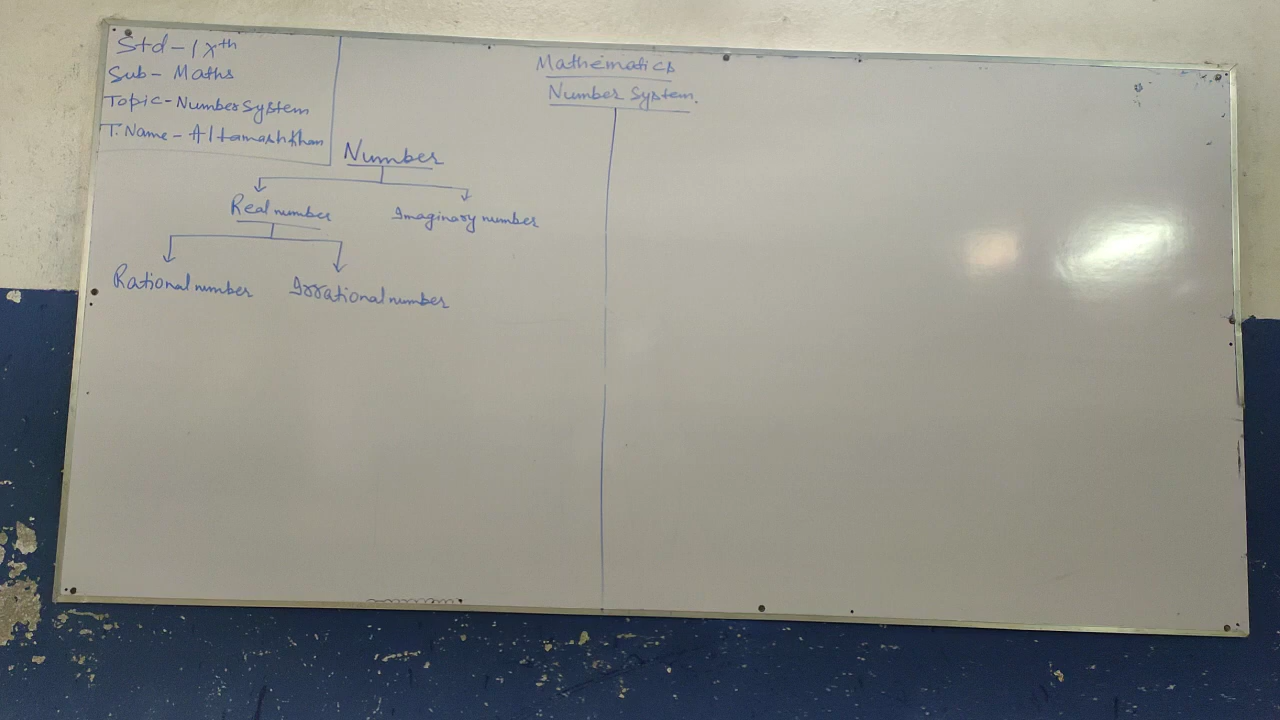 Std - IXth
Sub - Maths
Topic - Number System
T. Name - Altamash Khan
Mathematics
Number System.
Number
Real number
Imaginary number
Rational number
Irrational number